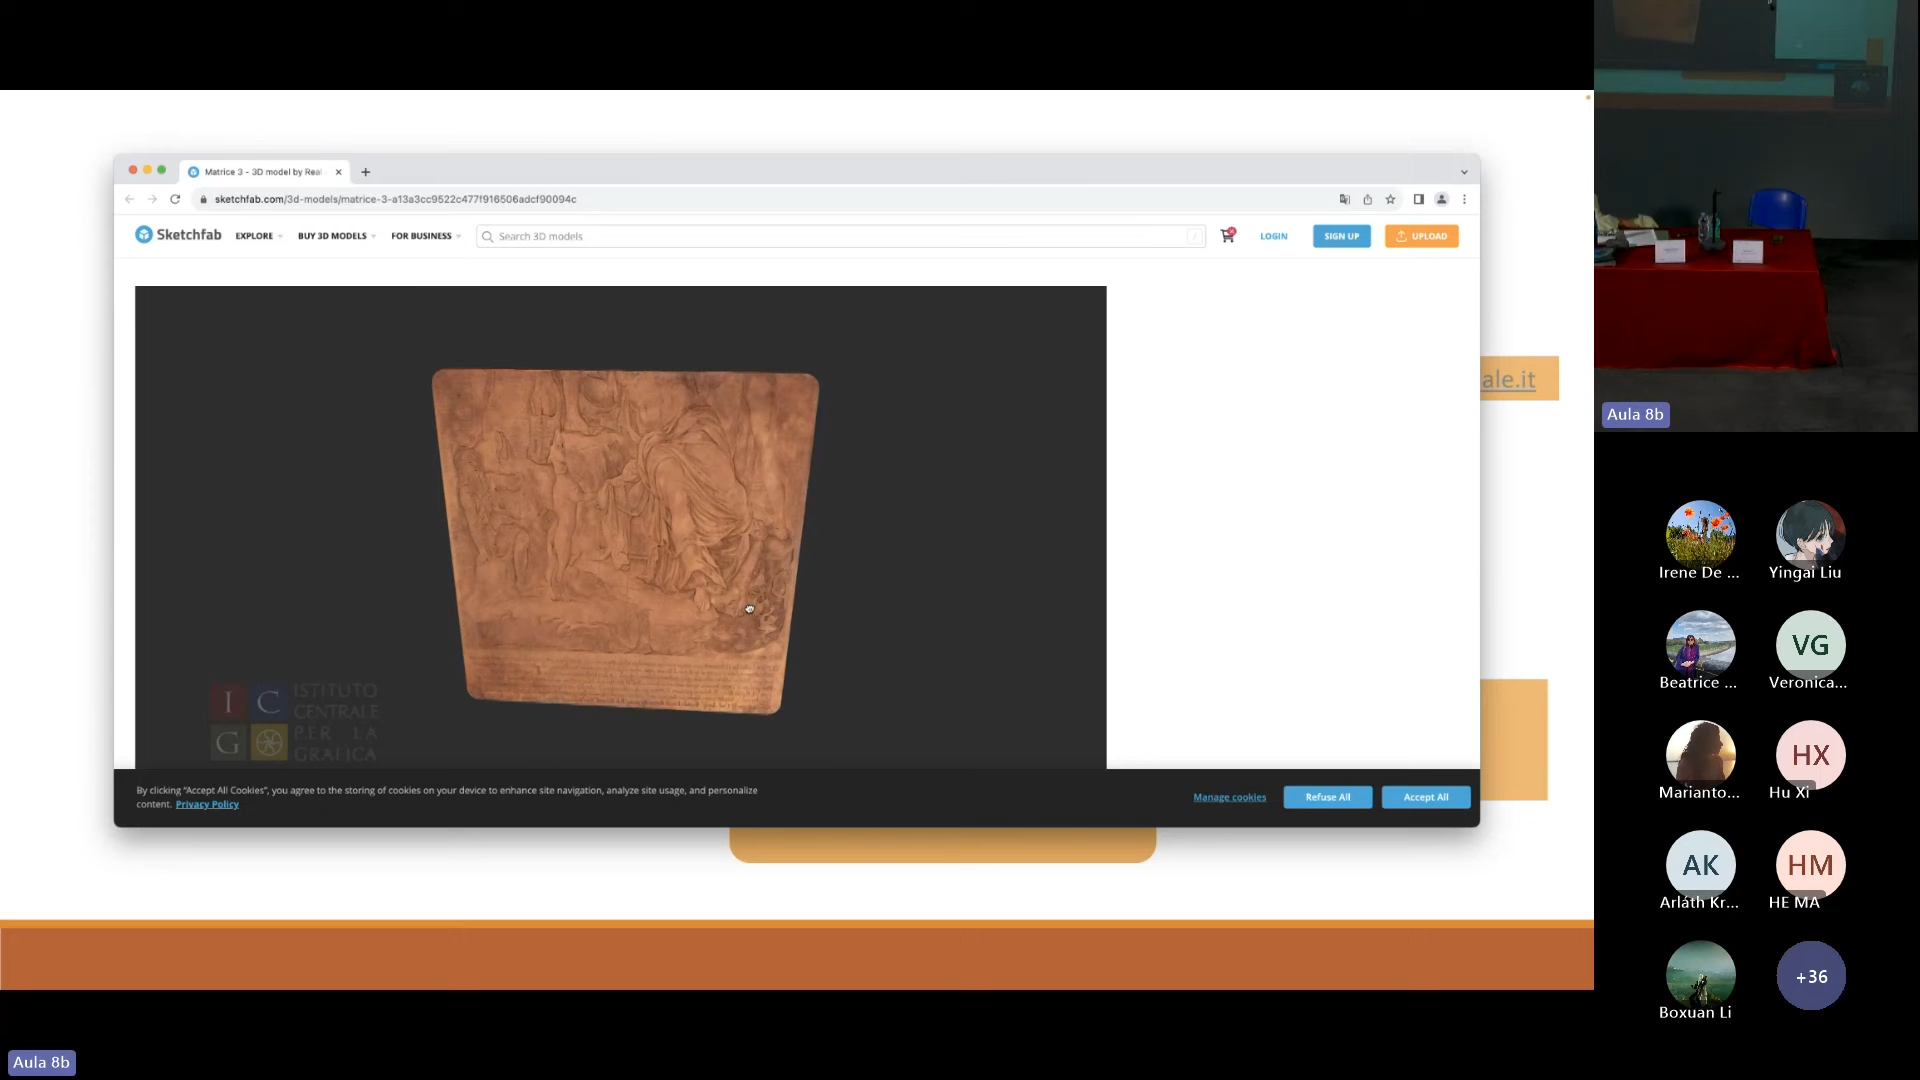 Matrice 3 - 3D model by Real
sketchfab.com/3d-models/matrice-3-a13a3cc9522c477f916506adcf90094c
Sketchfab EXPLORE BUY 3D MODELS FOR BUSINESS Search 3D models / LOGIN SIGN UP UPLOAD
ale.it
Aula 8b
I C G ISTITUTO
CENTRALE
PER LA
GRAFICA
By clicking “Accept All Cookies”, you agree to the storing of cookies on your device to enhance site navigation, analyze site usage, and personalize
content. Privacy Policy
Manage cookies Refuse All Accept All
Irene De ... Yingai Liu
VG
Beatrice ... Veronica...
HX
Marianto... Hu Xi
AK HM
Arláth Kr... HE MA
+36
Boxuan Li
Aula 8b